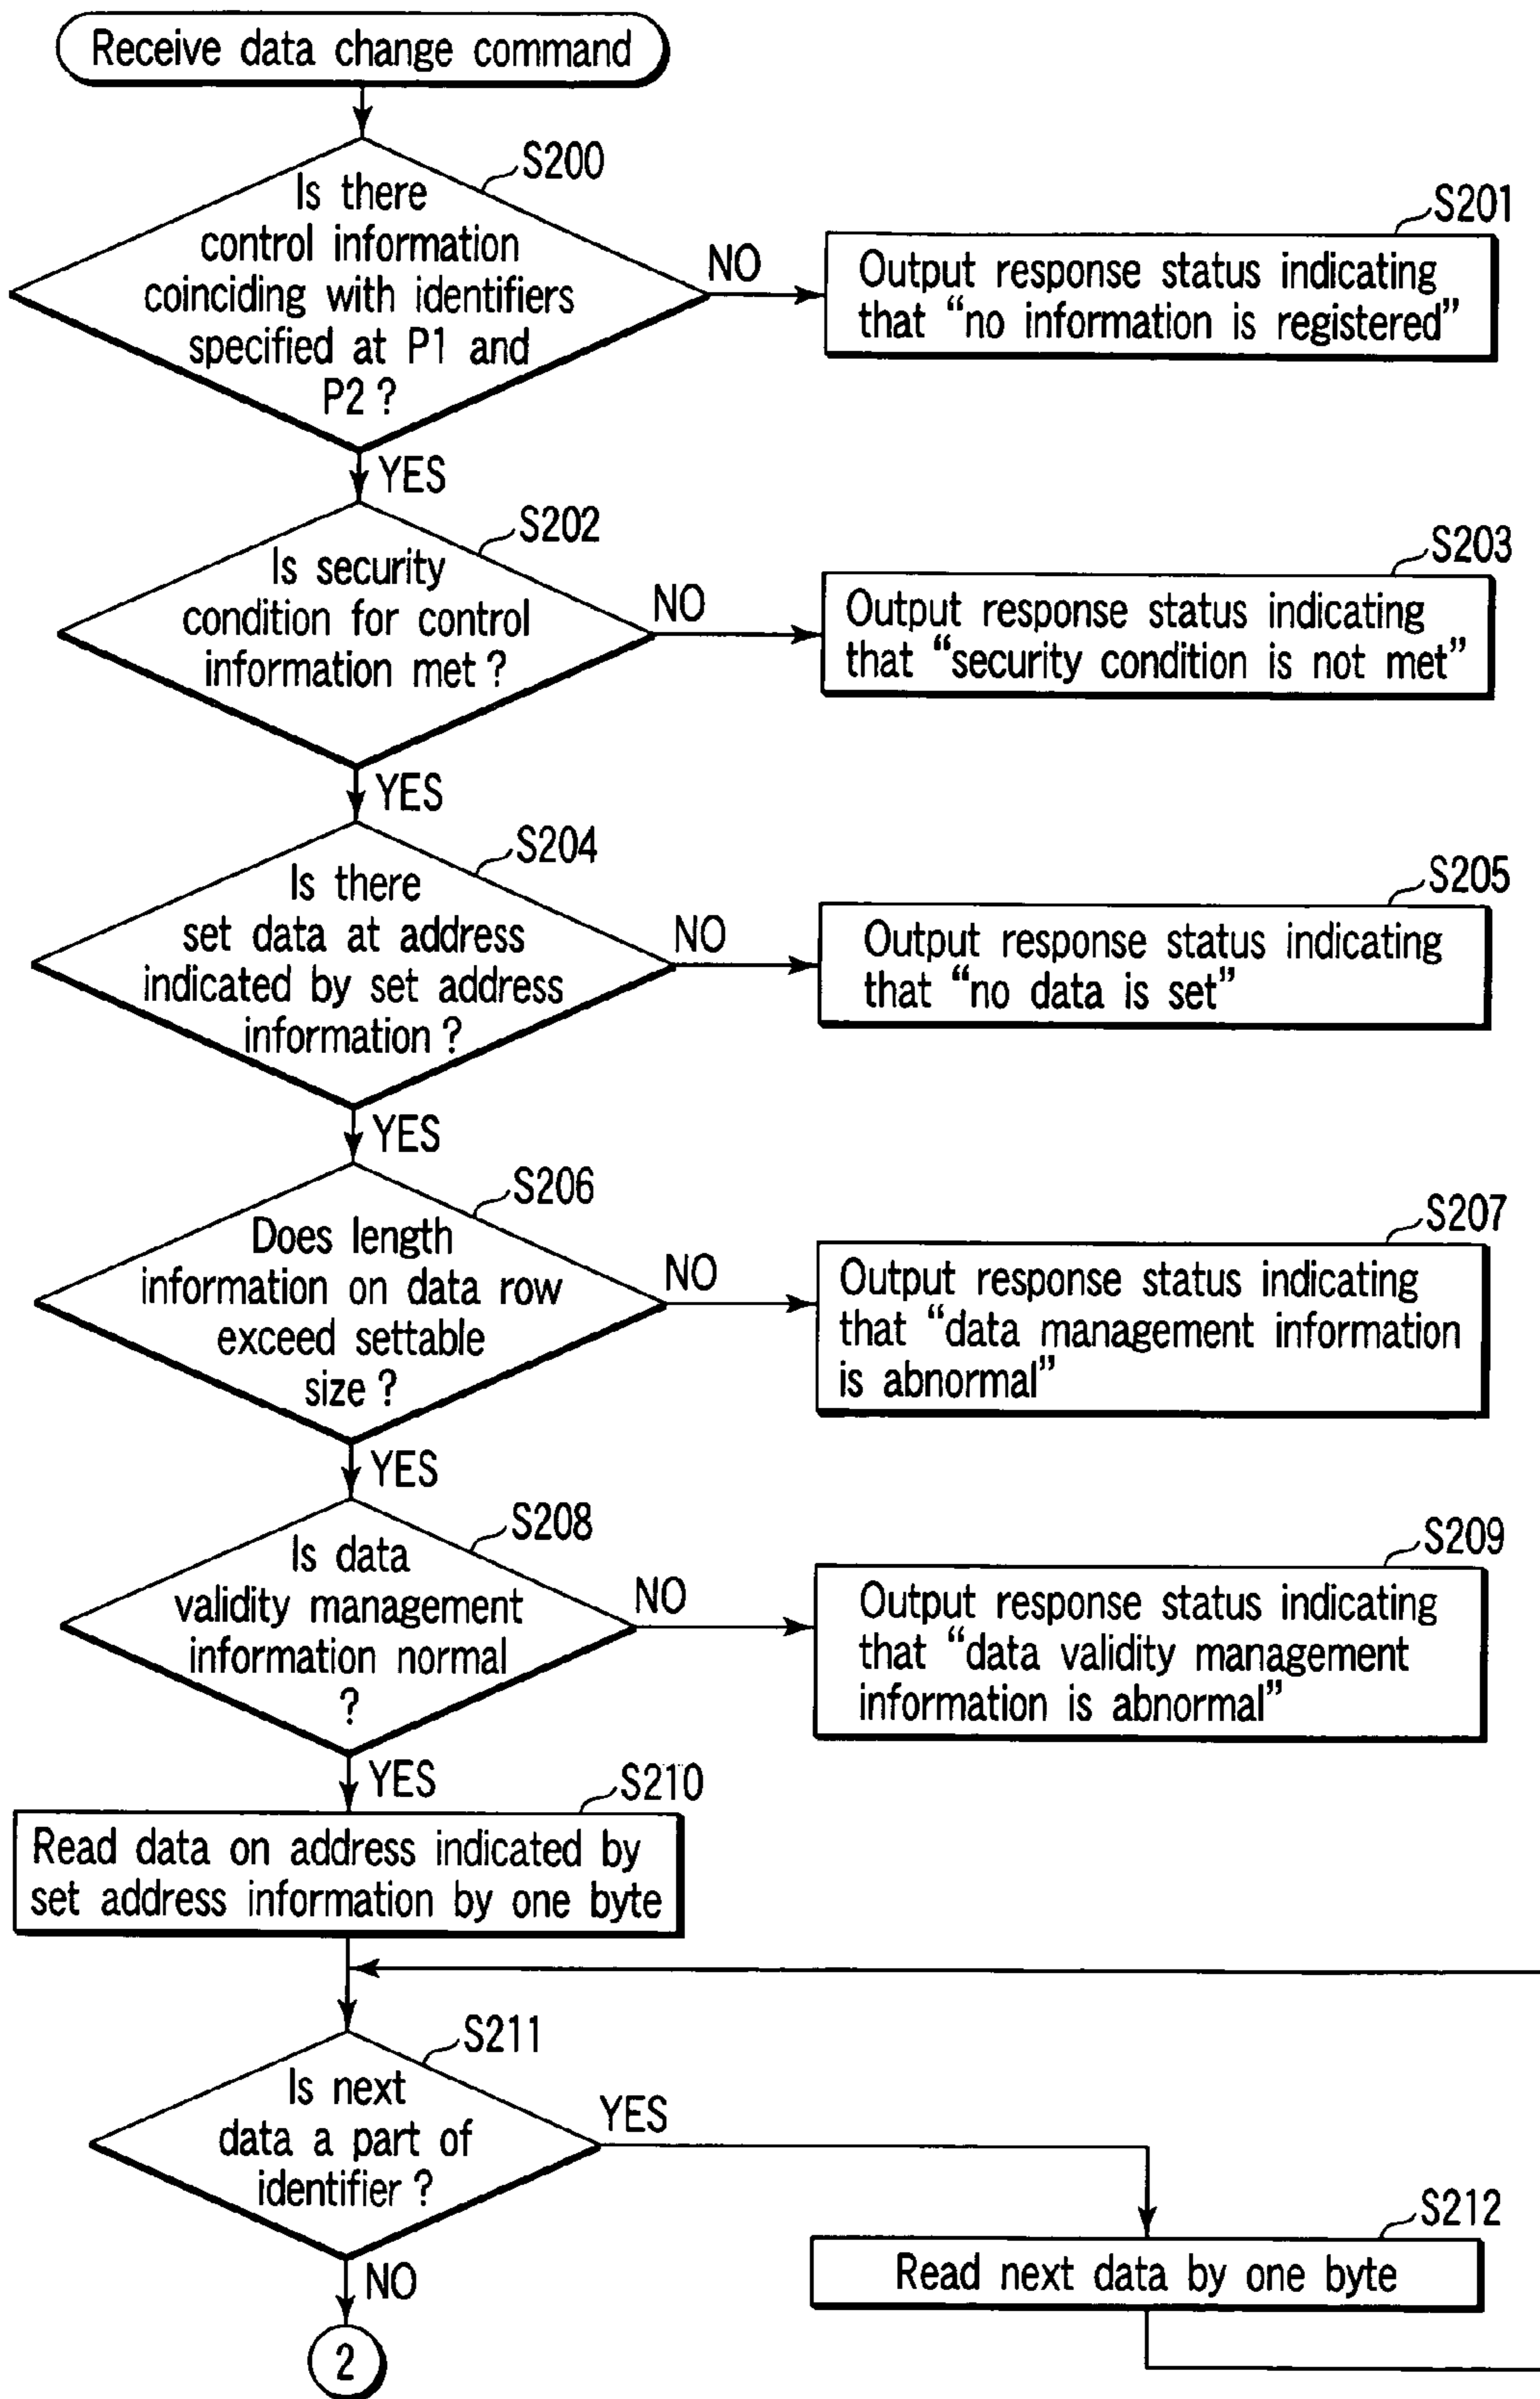 Receive data change command
S200
Is there
control information
coinciding with identifiers
specified at P1 and
P2 ?
NO
S201
Output response status indicating
that “no information is registered”
YES
S202
Is security
condition for control
information met ?
NO
S203
Output response status indicating
that “security condition is not met”
YES
S204
Is there
set data at address
indicated by set address
information ?
NO
S205
Output response status indicating
that “no data is set”
YES
S206
Does length
information on data row
exceed settable
size ?
NO
S207
Output response status indicating
that “data management information
is abnormal”
YES
S208
Is data
validity management
information normal
?
NO
S209
Output response status indicating
that “data validity management
information is abnormal”
YES
S210
Read data on address indicated by
set address information by one byte
S211
Is next
data a part of
identifier ?
YES
S212
Read next data by one byte
NO
2